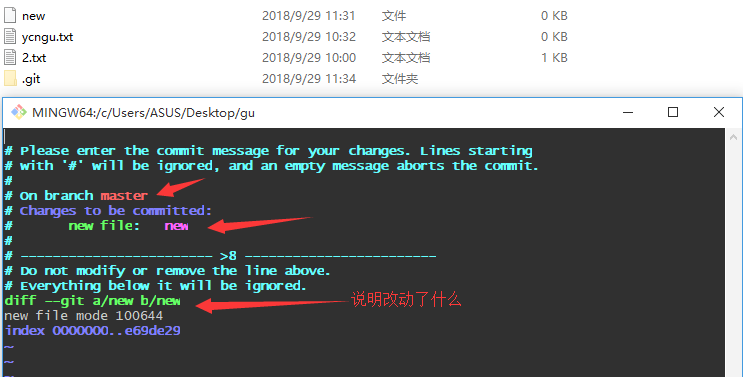 new 2018/9/29 11:31 文件 0 KB
ycngu.txt 2018/9/29 10:32 文本文档 0 KB
2.txt 2018/9/29 10:00 文本文档 1 KB
.git 2018/9/29 11:34 文件夹
MINGW64:/c/Users/ASUS/Desktop/gu
# Please enter the commit message for your changes. Lines starting
# with '#' will be ignored, and an empty message aborts the commit.
#
# On branch master
# Changes to be committed:
#       new file:   new
#
# ------------------------ >8 ------------------------
# Do not modify or remove the line above.
# Everything below it will be ignored.
diff --git a/new b/new
说明改动了什么
new file mode 100644
index 0000000..e69de29
~
~
~